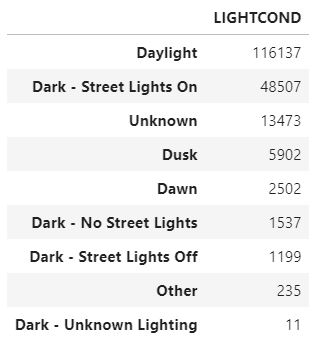 LIGHTCOND
Daylight 116137
Dark - Street Lights On 48507
Unknown 13473
Dusk 5902
Dawn 2502
Dark - No Street Lights 1537
Dark - Street Lights Off 1199
Other 235
Dark - Unknown Lighting 11